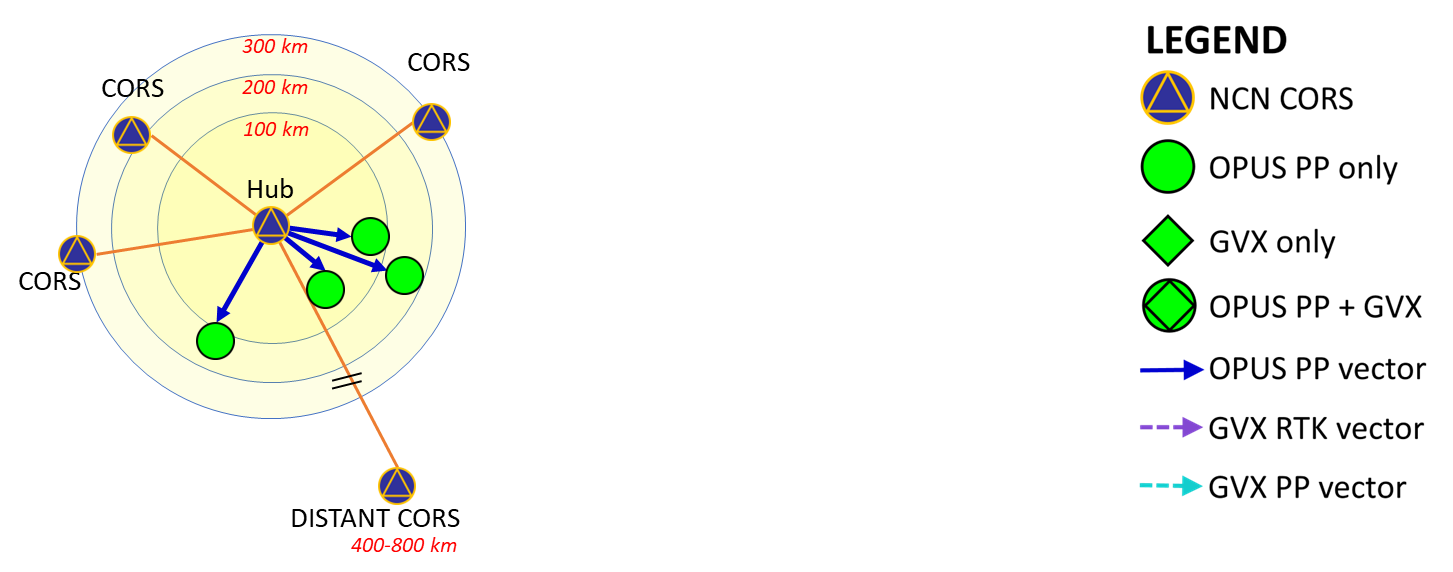 300 km
CORS
CORS
200 km
100 km
Hub
CORS
DISTANT CORS
400-800 km
LEGEND
NCN CORS
OPUS PP only
GVX only
OPUS PP + GVX
OPUS PP vector
GVX RTK vector
GVX PP vector